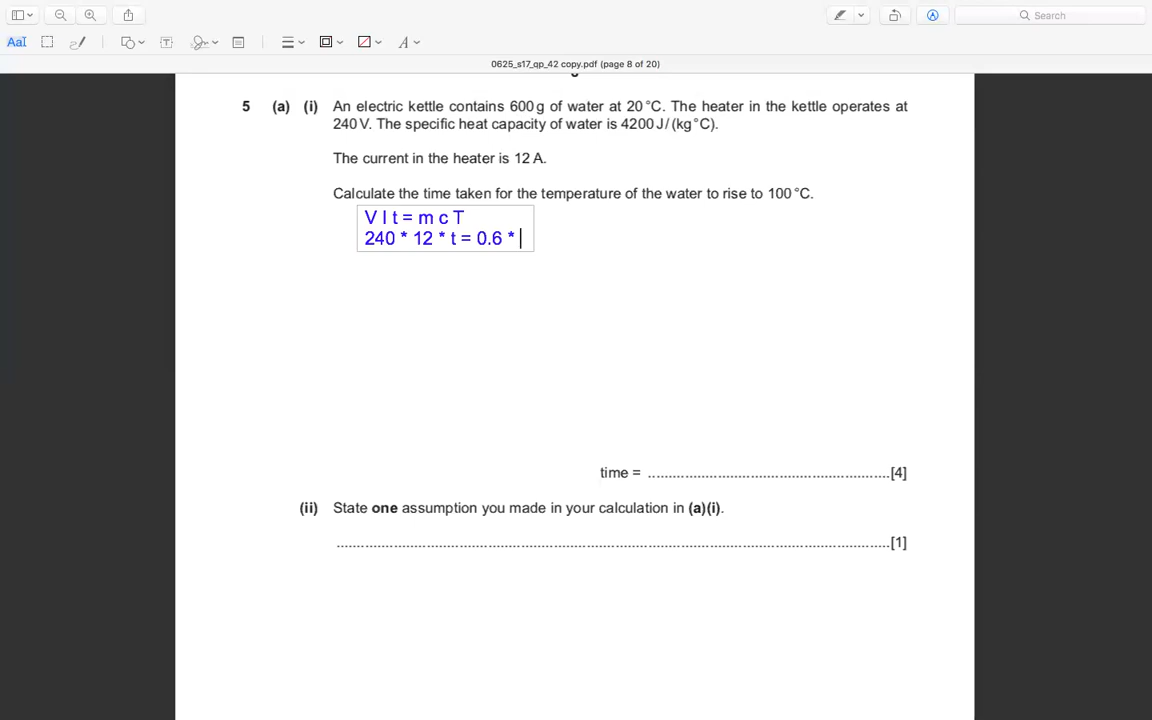 Search
AaI
0625_s17_qp_42 copy.pdf (page 8 of 20)
5 (a) (i) An electric kettle contains 600 g of water at 20 °C. The heater in the kettle operates at
240 V. The specific heat capacity of water is 4200 J/(kg °C).
The current in the heater is 12 A.
Calculate the time taken for the temperature of the water to rise to 100 °C.
V I t = m c T
240 * 12 * t = 0.6 *
time = ................................................[4]
(ii) State one assumption you made in your calculation in (a)(i).
................................................................................................[1]